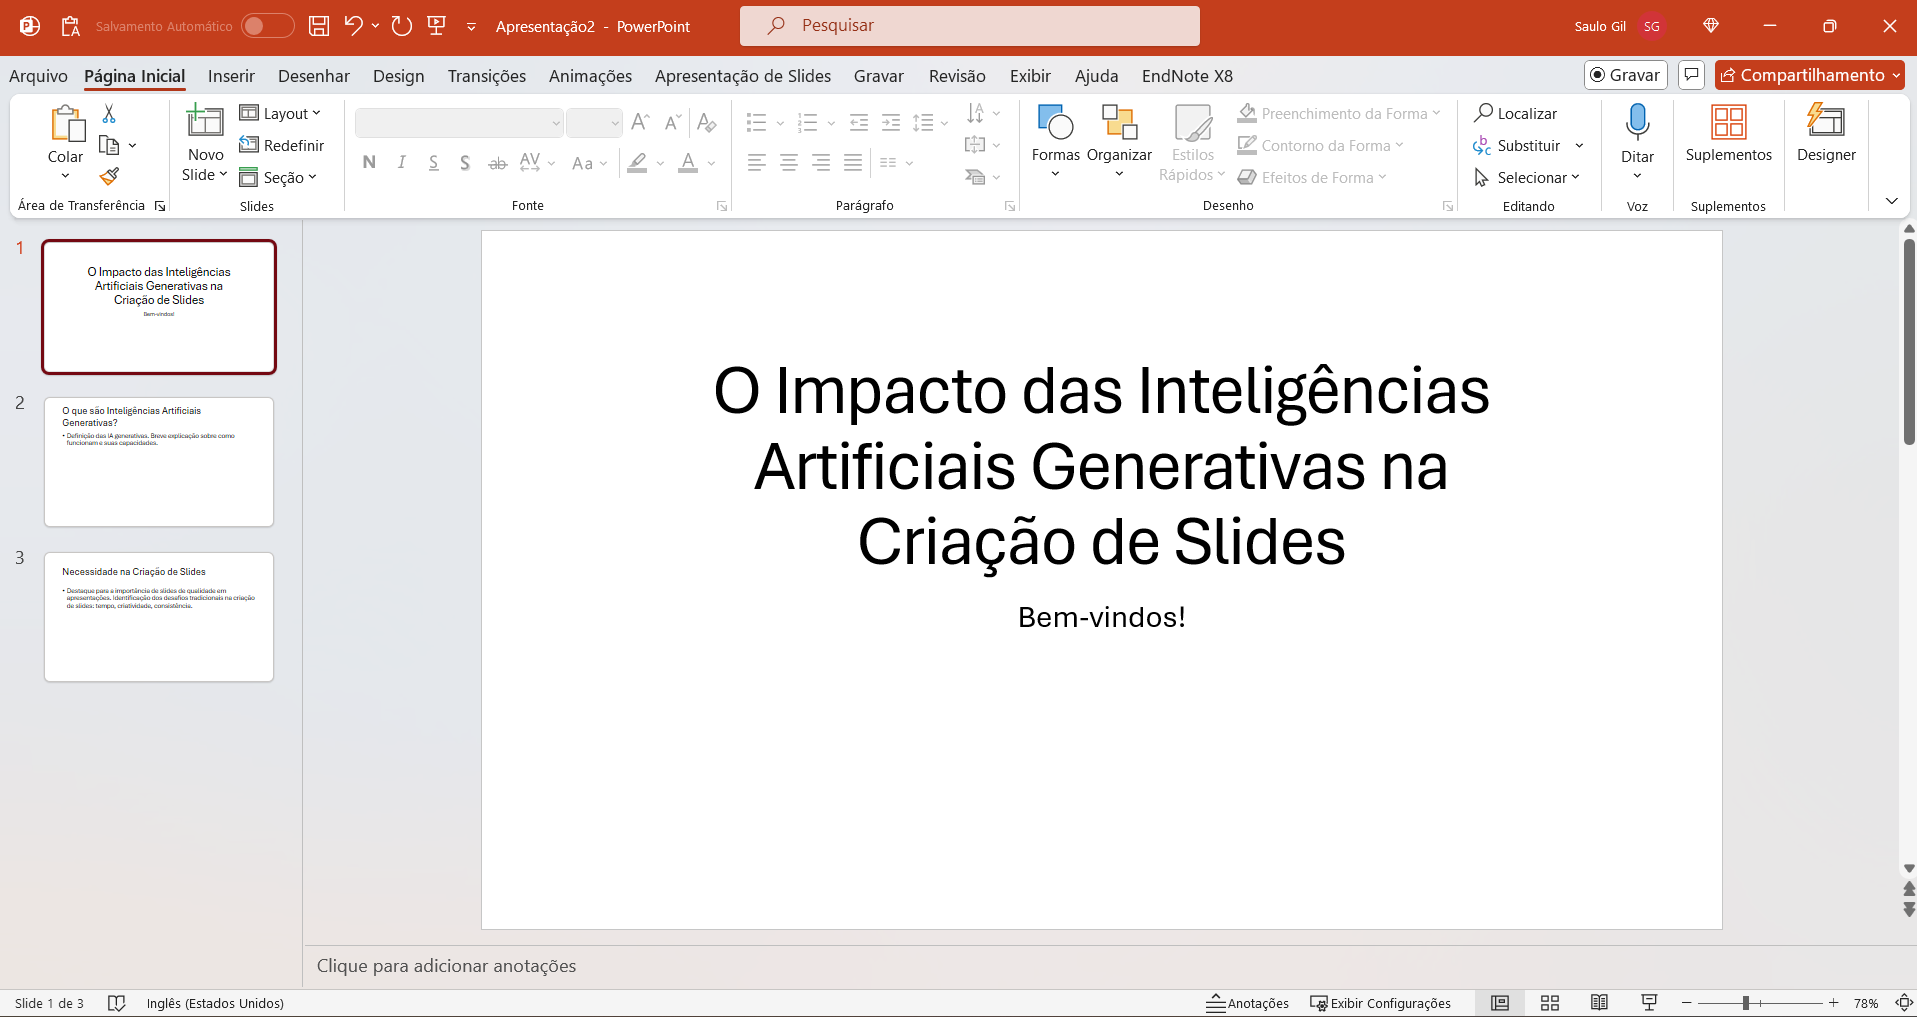 Salvamento Automático
Apresentação2 - PowerPoint
Pesquisar
Saulo Gil SG
Arquivo Página Inicial Inserir Desenhar Design Transições Animações Apresentação de Slides Gravar Revisão Exibir Ajuda EndNote X8
Gravar
Compartilhamento
Colar
Área de Transferência
Novo
Slide
Layout
Redefinir
Seção
Slides
N I S S ab AV Aa A
Fonte
Parágrafo
Formas
Organizar
Estilos
Rápidos
Preenchimento da Forma
Contorno da Forma
Efeitos de Forma
Desenho
Localizar
Substituir
Selecionar
Editando
Ditar
Voz
Suplementos
Suplementos
Designer
1
O Impacto das Inteligências
Artificiais Generativas na
Criação de Slides
Bem-vindos!
2
O que são Inteligências Artificiais
Generativas?
• Definição das IA generativas. Breve explicação sobre como
funcionam e suas capacidades.
3
Necessidade na Criação de Slides
• Destaque para a importância de slides de qualidade em
apresentações. Identificação dos desafios tradicionais na criação
de slides: tempo, criatividade, consistência.
O Impacto das Inteligências
Artificiais Generativas na
Criação de Slides
Bem-vindos!
Clique para adicionar anotações
Slide 1 de 3
Inglês (Estados Unidos)
Anotações
Exibir Configurações
78%